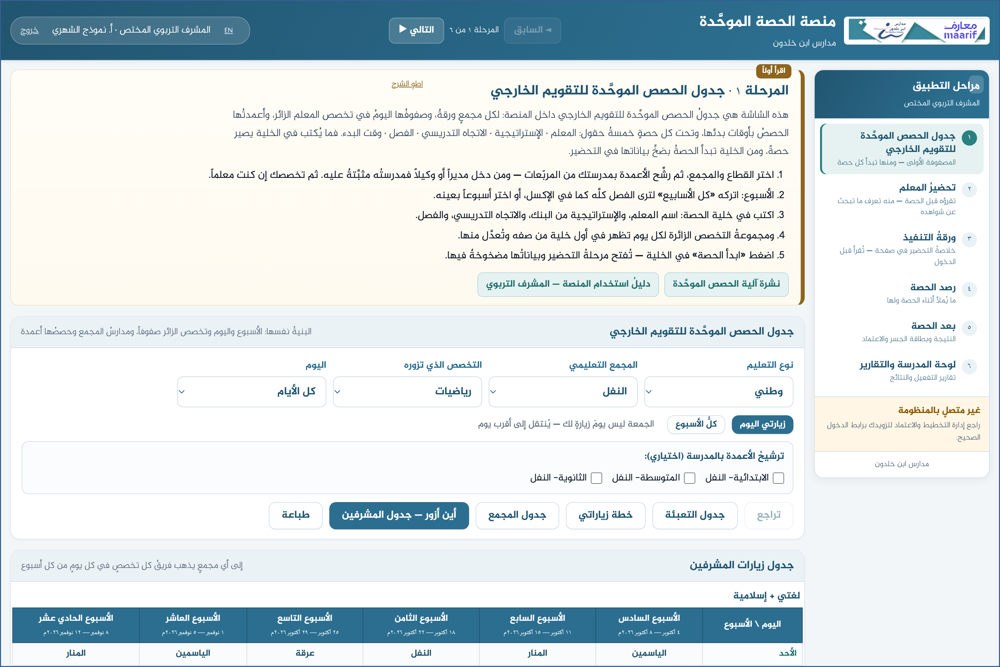 معارف
maarif
مدارس
ابن خلدون
Ibn Khaldun Schools
منصة الحصة الموحَّدة
مدارس ابن خلدون
◄ السابق
المرحلة ١ من ٦
التالي ◄
EN
المشرف التربوي المختص · أ. نموذج الشهري
خروج
مراحل التطبيق
المشرف التربوي المختص
١
جدول الحصص الموحَّدة
للتقويم الخارجي
المصفوفة الأولى — ومنها تبدأ كل حصة
٢
تحضيرُ المعلم
تقرؤه قبل الحصة — منه تعرف ما تبحث
عن شواهده
٣
ورقةُ التنفيذ
خلاصةُ التحضير في صفحة — تُقرأ قبل
الدخول
٤
رصد الحصة
ما يُملأ أثناء الحصة ولها
٥
بعد الحصة
النتيجة وبطاقة الجسر والاعتماد
٦
لوحة المدرسة والتقارير
تقارير التفعيل والنتائج
غير متصلٍ بالمنظومة
راجع إدارة التخطيط والاعتماد لتزويدك برابط الدخول
الصحيح.
مدارس ابن خلدون
اقرأ أولاً
المرحلة ١ · جدول الحصص الموحَّدة للتقويم الخارجي
اطوِ الشرح
هذه الشاشة هي جدولُ الحصص الموحَّدة للتقويم الخارجي داخل المنصة: لكل مجمعٍ ورقةٌ، وصفوفُها اليومُ في تخصص المعلم الزائر، وأعمدتُها
الحصصُ بأوقات بدئها، وتحت كل حصةٍ خمسةُ حقول: المعلم · الإستراتيجية · الاتجاه التدريسي · الفصل · وقت البدء. فما يُكتب في الخلية يصير
حصةً، ومن الخلية تبدأ الحصةُ بضخِّ بياناتها في التحضير.
1. اختر القطاع والمجمع، ثم رشِّح الأعمدة بمدرستك من المربّعات — ومن دخل مديراً أو وكيلاً فمدرستُه مثبَّتةٌ عليه. ثم تخصصك إن كنت معلماً.
2. الأسبوع: اتركه «كل الأسابيع» لترى الفصل كلَّه كما في الإكسل، أو اختر أسبوعاً بعينه.
3. اكتب في خلية الحصة: اسم المعلم، والإستراتيجية من البنك، والاتجاه التدريسي، والفصل.
4. ومجموعةُ التخصص الزائرة لكل يوم تظهر في أول خلية من صفه وتُعدَّل منها.
5. اضغط «ابدأ الحصة» في الخلية — تُفتح مرحلةُ التحضير وبياناتُها مضخوخةٌ فيها.
نشرة آلية الحصص الموحَّدة
دليلُ استخدام المنصة — المشرف التربوي
جدول الحصص الموحَّدة للتقويم الخارجي
البنيةُ نفسها: الأسبوع واليوم وتخصص الزائر صفوفاً، ومدارسُ المجمع وحصصُها أعمدة
نوع التعليم
المجمع التعليمي
التخصص الذي تزوره
اليوم
وطني
النفل
رياضيات
كل الأيام
زيارتي اليوم
كلُّ الأسبوع
الجمعة ليس يومَ زيارةٍ لك — يُنتقل إلى أقرب يوم
ترشيحُ الأعمدة بالمدرسة (اختياري):
الابتدائية- النفل
المتوسطة- النفل
الثانوية- النفل
تراجع
جدول التعبئة
خطة زياراتي
جدول المجمع
أين أزور — جدول المشرفين
طباعة
جدول زيارات المشرفين
إلى أي مجمعٍ يذهب فريقُ كل تخصصٍ في كل يومٍ من كل أسبوع
لغتي + إسلامية
اليوم \ الأسبوع
الأسبوع السادس
٤ أكتوبر — ٨ أكتوبر ٢٠٢٦م
الأسبوع السابع
١١ أكتوبر — ١٥ أكتوبر ٢٠٢٦م
الأسبوع الثامن
١٨ أكتوبر — ٢٢ أكتوبر ٢٠٢٦م
الأسبوع التاسع
٢٥ أكتوبر — ٢٩ أكتوبر ٢٠٢٦م
الأسبوع العاشر
١ نوفمبر — ٥ نوفمبر ٢٠٢٦م
الأسبوع الحادي عشر
٨ نوفمبر — ١٢ نوفمبر ٢٠٢٦م
الأحد
الياسمين
المنار
النفل
عرقة
الياسمين
المنار